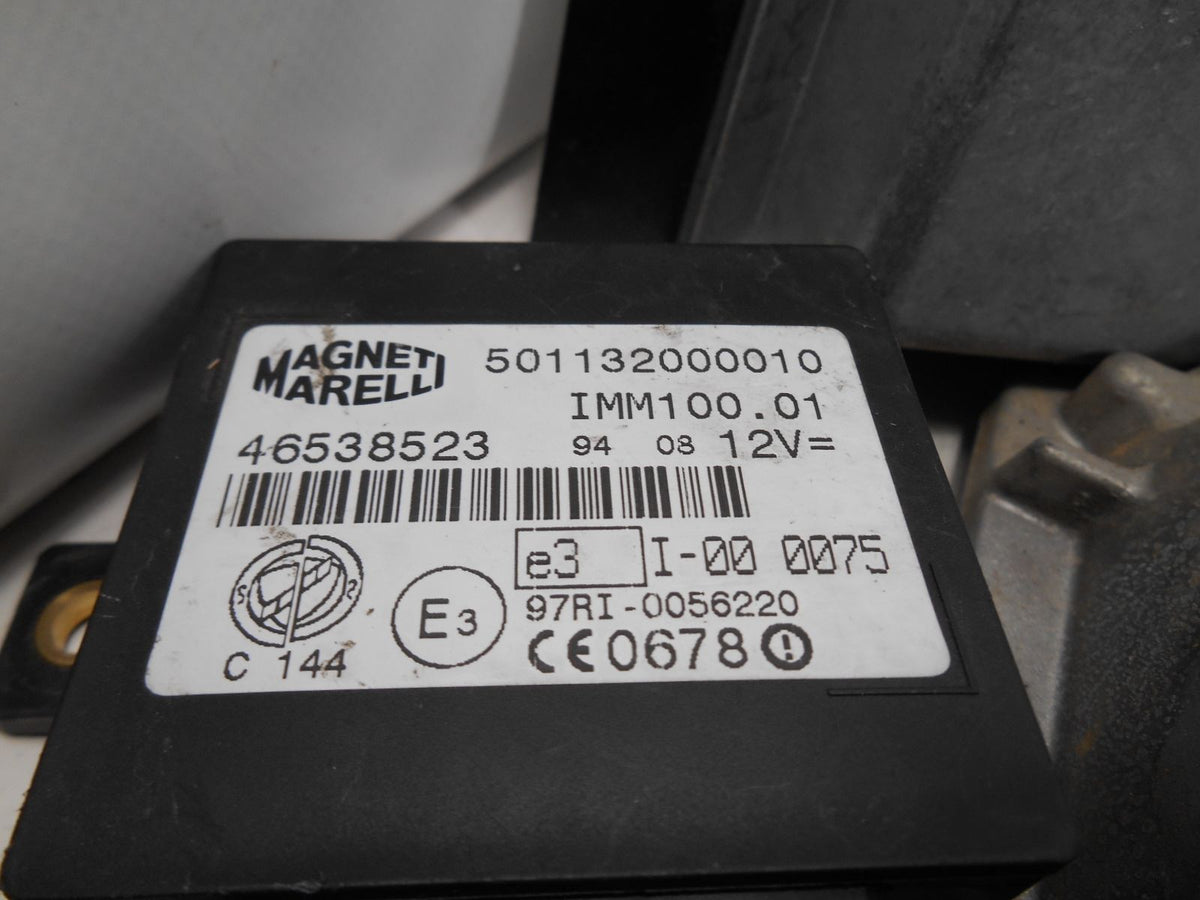 MAGNETI
MARELLI
501132000010
IMM100.01
46538523 94 08 12V=
e3 I-00 0075
97RI-0056220
E3
CE0678
C 144